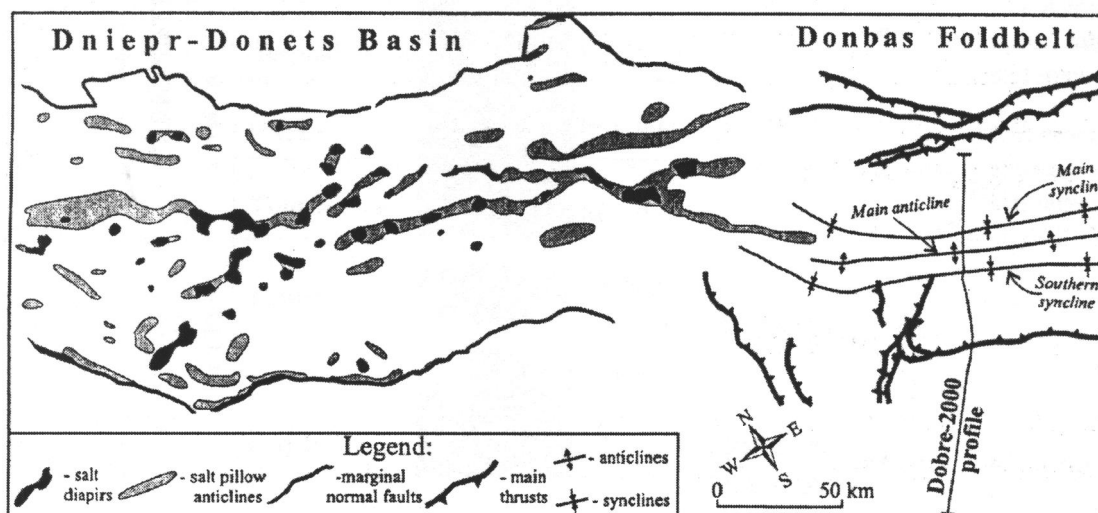 Dniepr-Donets Basin
Donbas Foldbelt
Main
synclin
Main anticline
Southern
syncline
Dobre-2000
profile
N
E
W
S
0 50 km
Legend:
- salt
diapirs
- salt pillow
anticlines
-marginal
normal faults
- main
thrusts
- anticlines
- synclines